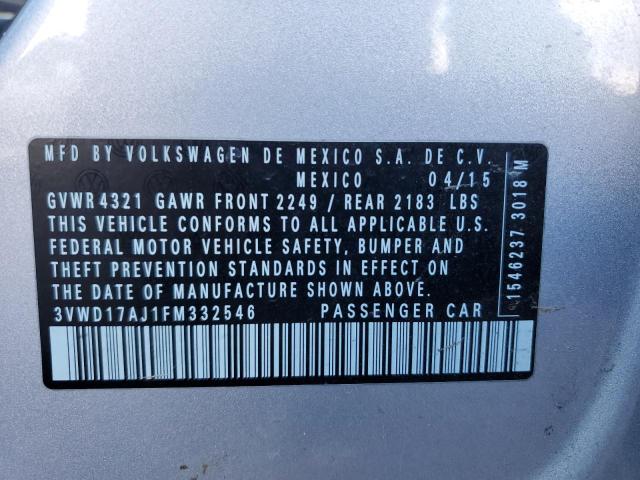 MFD BY VOLKSWAGEN DE MEXICO S.A. DE C.V.
MEXICO 04/15
GVWR 4321 GAWR FRONT 2249 / REAR 2183 LBS
THIS VEHICLE CONFORMS TO ALL APPLICABLE U.S.
FEDERAL MOTOR VEHICLE SAFETY, BUMPER AND
THEFT PREVENTION STANDARDS IN EFFECT ON
THE DATE OF MANUFACTURE SHOWN ABOVE.
3VWD17AJ1FM332546 PASSENGER CAR
1546237 3018 M